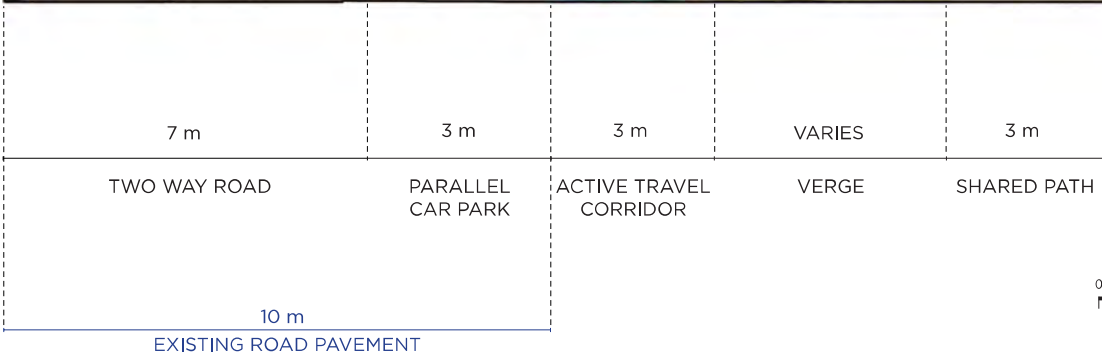 7 m
3 m
3 m
VARIES
3 m
TWO WAY ROAD
PARALLEL
CAR PARK
ACTIVE TRAVEL
CORRIDOR
VERGE
SHARED PATH
0
10 m
EXISTING ROAD PAVEMENT